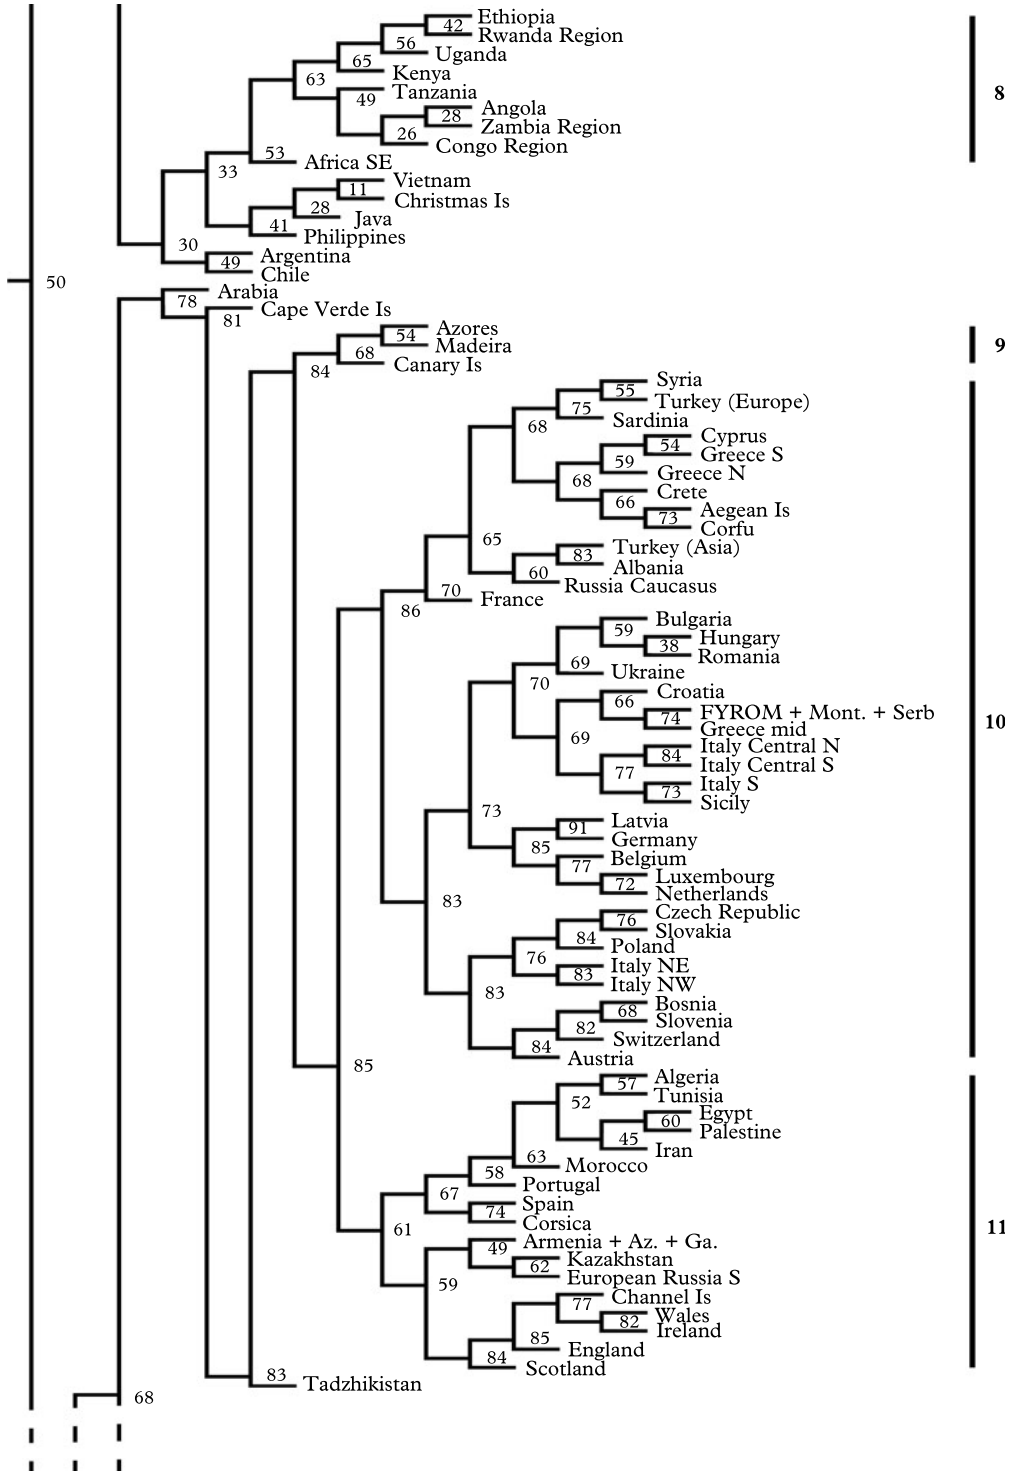 Ethiopia
42
Rwanda Region
56
Uganda
65
Kenya
63
Tanzania
8
49
Angola
28
Zambia Region
26
Congo Region
53
Africa SE
33
Vietnam
11
Christmas Is
28
Java
41
Philippines
30
Argentina
49
Chile
50
Arabia
78
Cape Verde Is
81
Azores
54
Madeira
9
68
Canary Is
84
Syria
55
Turkey (Europe)
75
Sardinia
68
Cyprus
54
Greece S
59
Greece N
68
Crete
66
Aegean Is
73
Corfu
65
Turkey (Asia)
83
Albania
60
Russia Caucasus
70
France
86
Bulgaria
59
Hungary
38
Romania
69
Ukraine
70
Croatia
66
FYROM + Mont. + Serb
74
10
Greece mid
69
Italy Central N
84
Italy Central S
77
Italy S
73
Sicily
73
Latvia
91
Germany
85
Belgium
77
Luxembourg
72
Netherlands
83
Czech Republic
76
Slovakia
84
Poland
76
Italy NE
83
Italy NW
83
Bosnia
68
Slovenia
82
Switzerland
84
Austria
85
Algeria
57
Tunisia
52
Egypt
60
Palestine
45
Iran
63
Morocco
58
Portugal
67
Spain
74
Corsica
61
11
Armenia + Az. + Ga.
49
Kazakhstan
62
European Russia S
59
Channel Is
77
Wales
82
Ireland
85
England
84
Scotland
83
Tadzhikistan
68